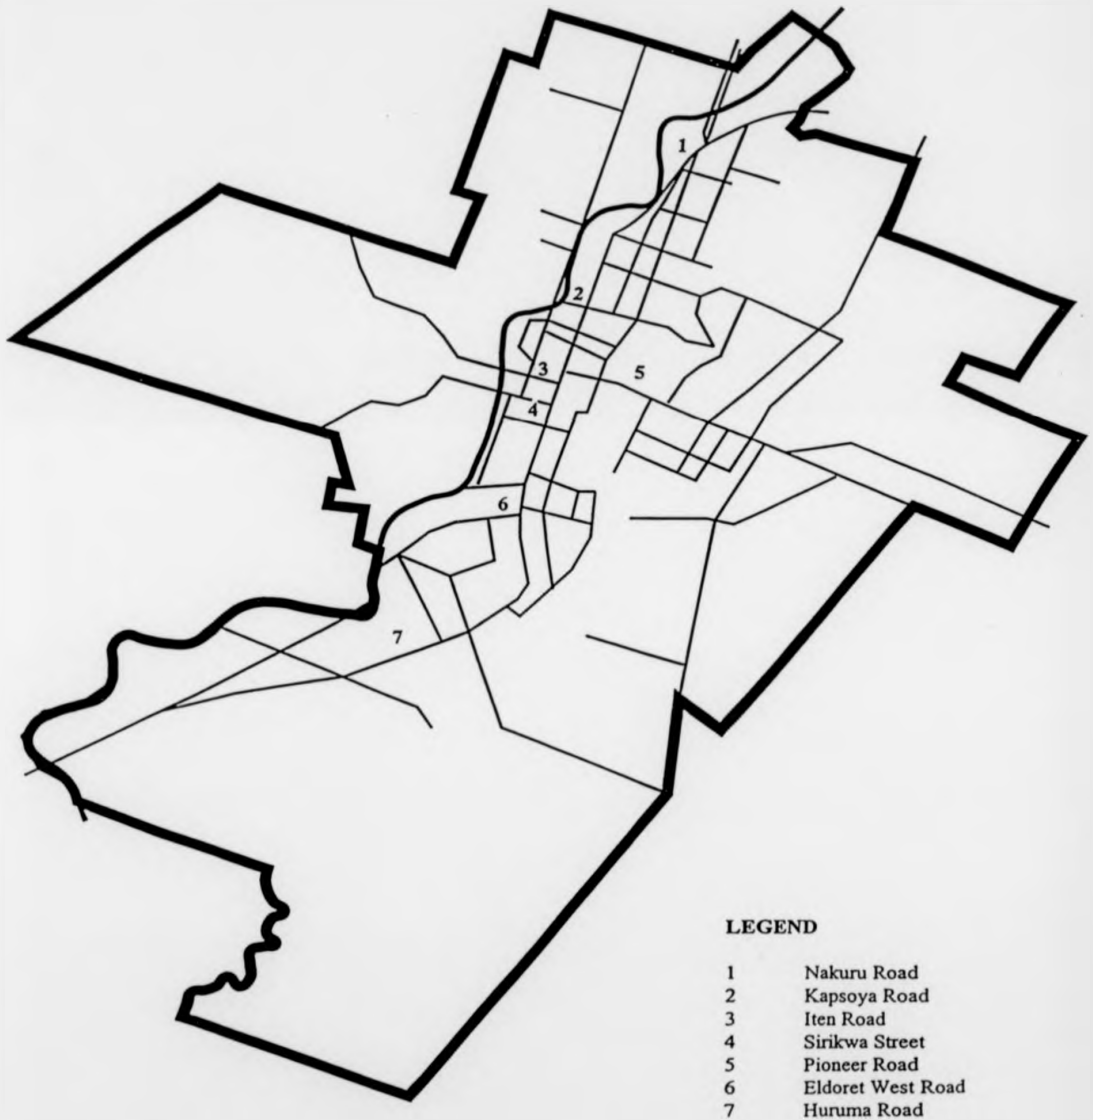 1
2
5
3
4
6
7
LEGEND
1 Nakuru Road
2 Kapsoya Road
3 Iten Road
4 Sirikwa Street
5 Pioneer Road
6 Eldoret West Road
7 Huruma Road